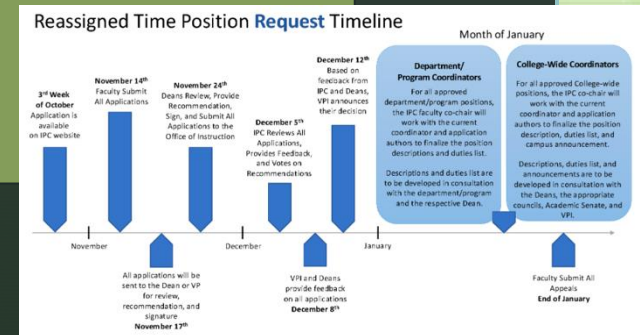 Reassigned Time Position Request Timeline
Month of January
3rd Week
of October
Application is
available
on IPC website
November 14th
Faculty Submit
All Applications
November 24th
Deans Review, Provide
Recommendation,
Sign, and Submit All
Applications to the
Office of Instruction
December 5th
IPC Reviews All
Applications,
Provides Feedback,
and Votes on
Recommendations
December 12th
Based on
feedback from
IPC and Deans,
VPI announces
their decision
Department/
Program Coordinators
For all approved
department/program positions,
the IPC faculty co-chair will
work with the current
coordinator and application
authors to finalize the position
descriptions and duties list.
Descriptions and duties list are
to be developed in consultation
with the department/program
and the respective Dean.
College-Wide Coordinators
For all approved College-wide
positions, the IPC co-chair will
work with the current
coordinator and application
authors to finalize the position
description, duties list, and
campus announcement.
Descriptions, duties list, and
announcements are to be
developed in consultation with
the Deans, the appropriate
councils, Academic Senate, and
VPI.
November
December
January
All applications will be
sent to the Dean or VP
for review,
recommendation, and
signature
November 17th
VPI and Deans
provide feedback
on all applications
December 8th
Faculty Submit All
Appeals
End of January